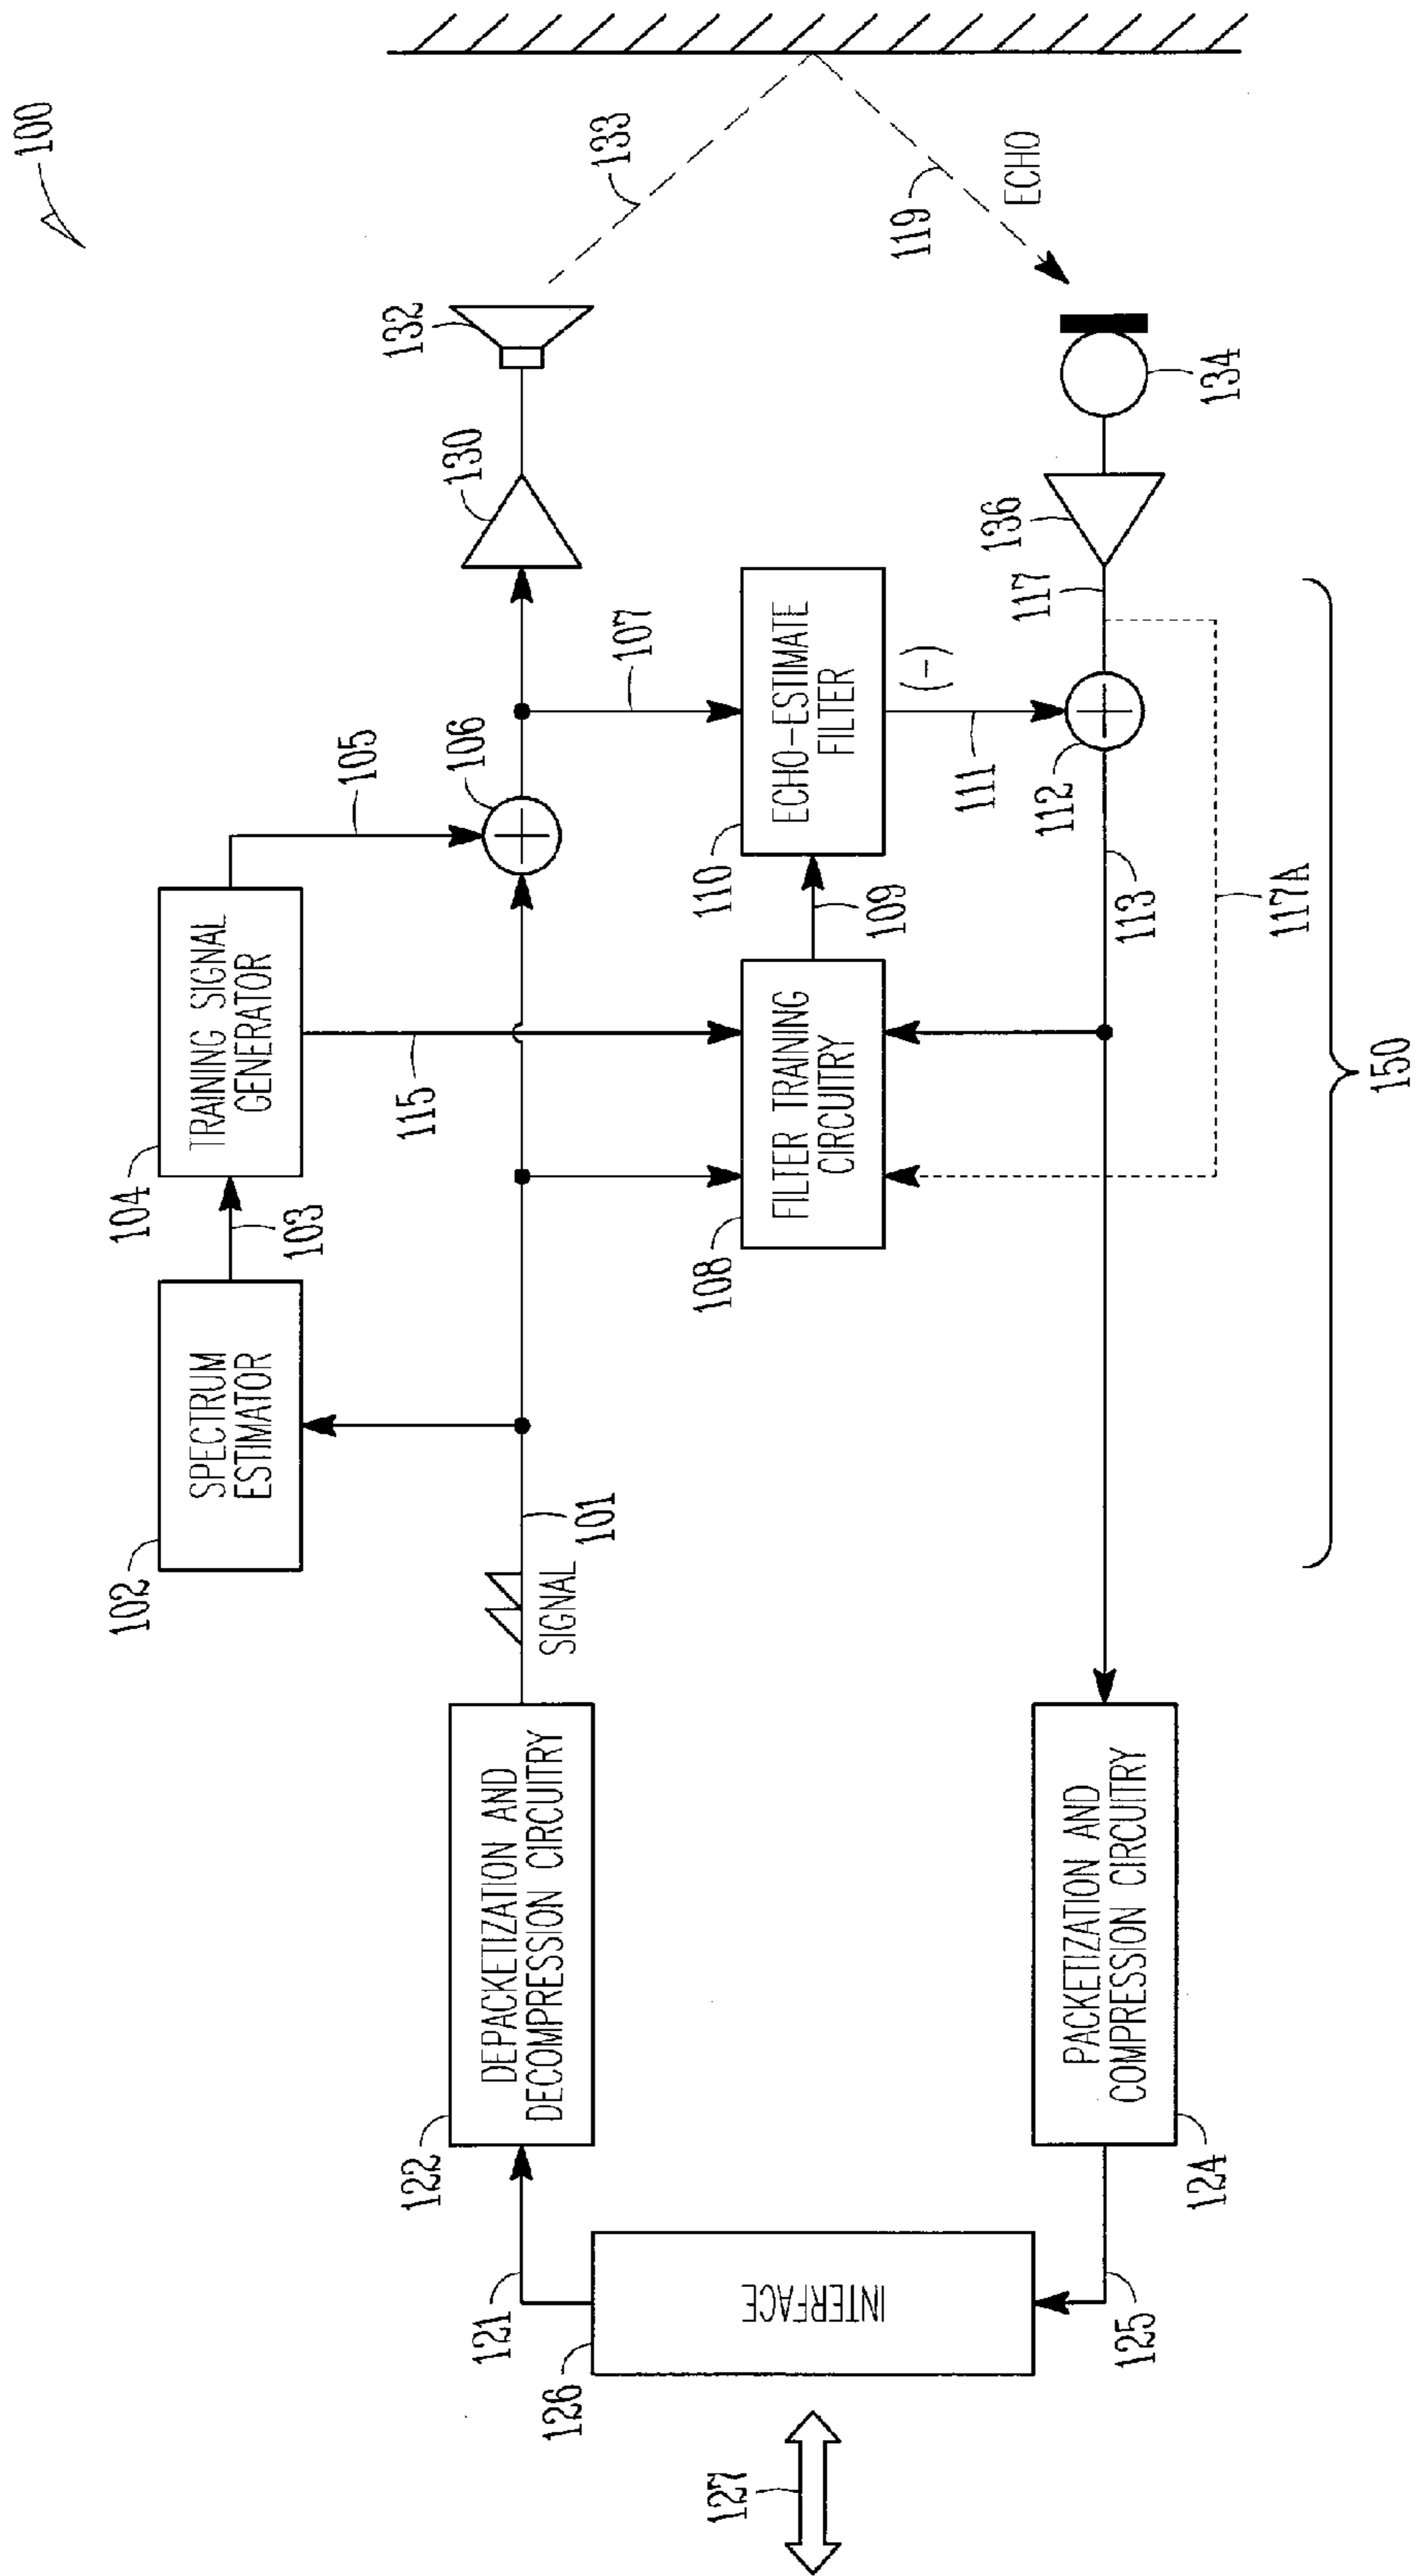 100
102
SPECTRUM
ESTIMATOR
103
104
TRAINING SIGNAL
GENERATOR
105
115
127
126
INTERFACE
121
122
DEPACKETIZATION AND
DECOMPRESSION CIRCUITRY
SIGNAL
101
106
107
130
132
133
119
ECHO
108
FILTER TRAINING
CIRCUITRY
109
110
ECHO-ESTIMATE
FILTER
111
(-)
125
124
PACKETIZATION AND
COMPRESSION CIRCUITRY
113
112
117
136
134
117A
150